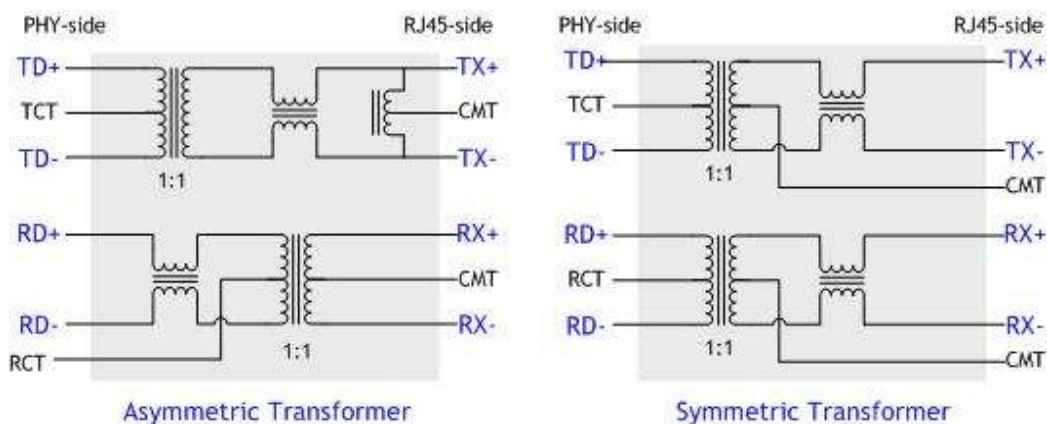 PHY-side
RJ45-side
TD+
TX+
TCT
CMT
TD-
TX-
1:1
RD+
RX+
CMT
RD-
RX-
RCT
1:1
Asymmetric Transformer
PHY-side
RJ45-side
TD+
TX+
TCT
TD-
TX-
1:1
CMT
RD+
RX+
RCT
RD-
RX-
1:1
CMT
Symmetric Transformer